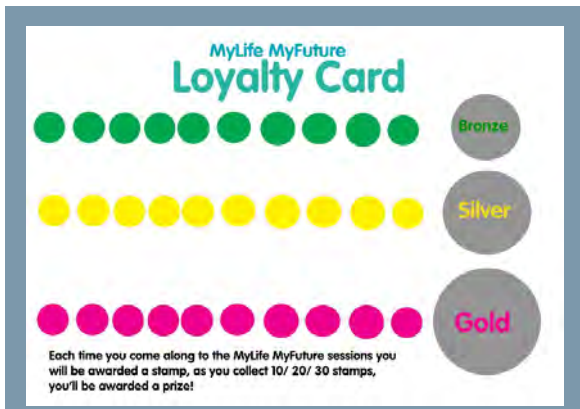 MyLife MyFuture
Loyalty Card
Bronze
Silver
Gold
Each time you come along to the MyLife MyFuture sessions you
will be awarded a stamp, as you collect 10/ 20/ 30 stamps,
you'll be awarded a prize!